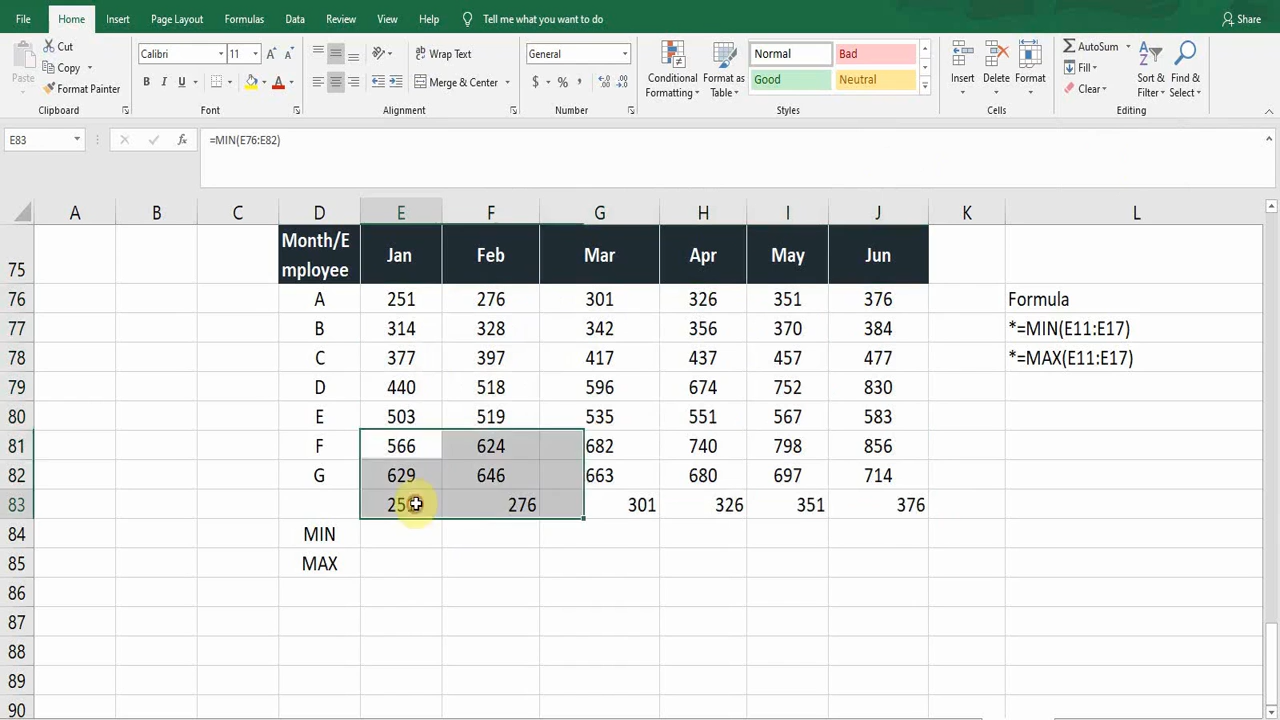 File Home Insert Page Layout Formulas Data Review View Help Tell me what you want to do Share
Paste
Cut
Copy
Format Painter
Clipboard
Calibri 11
B I U
Font
Wrap Text
Merge & Center
Alignment
General
$ % ,
Number
Conditional Formatting
Format as Table
Normal Bad
Good Neutral
Styles
Insert Delete Format
Cells
AutoSum
Fill
Clear
Sort & Filter
Find & Select
Editing
E83 =MIN(E76:E82)
A B C D E F G H I J K L
75 Month/E
mployee Jan Feb Mar Apr May Jun
76 A 251 276 301 326 351 376 Formula
77 B 314 328 342 356 370 384 *=MIN(E11:E17)
78 C 377 397 417 437 457 477 *=MAX(E11:E17)
79 D 440 518 596 674 752 830
80 E 503 519 535 551 567 583
81 F 566 624 682 740 798 856
82 G 629 646 663 680 697 714
83 276 301 326 351 376
84 MIN
85 MAX
86
87
88
89
90